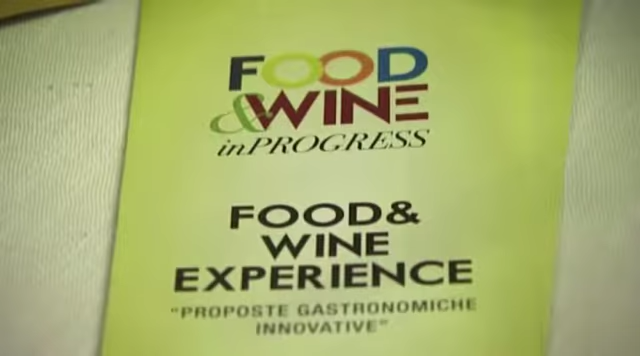 FOOD
&WINE
inPROGRESS
FOOD&
WINE
EXPERIENCE
"PROPOSTE GASTRONOMICHE
INNOVATIVE"